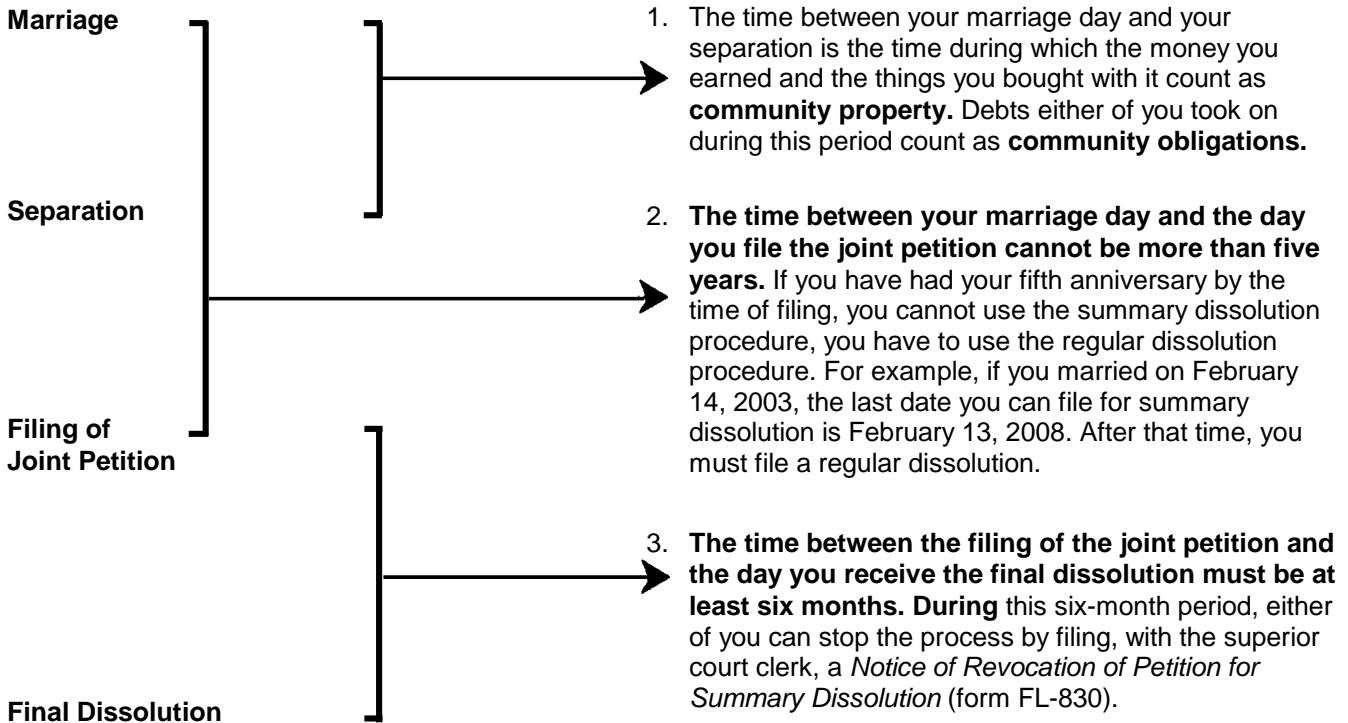 Marriage
Separation
Filing of
Joint Petition
Final Dissolution
1. The time between your marriage day and your
separation is the time during which the money you
earned and the things you bought with it count as
community property. Debts either of you took on
during this period count as community obligations.
2. The time between your marriage day and the day
you file the joint petition cannot be more than five
years. If you have had your fifth anniversary by the
time of filing, you cannot use the summary dissolution
procedure, you have to use the regular dissolution
procedure. For example, if you married on February
14, 2003, the last date you can file for summary
dissolution is February 13, 2008. After that time, you
must file a regular dissolution.
3. The time between the filing of the joint petition and
the day you receive the final dissolution must be at
least six months. During this six-month period, either
of you can stop the process by filing, with the superior
court clerk, a Notice of Revocation of Petition for
Summary Dissolution (form FL-830).